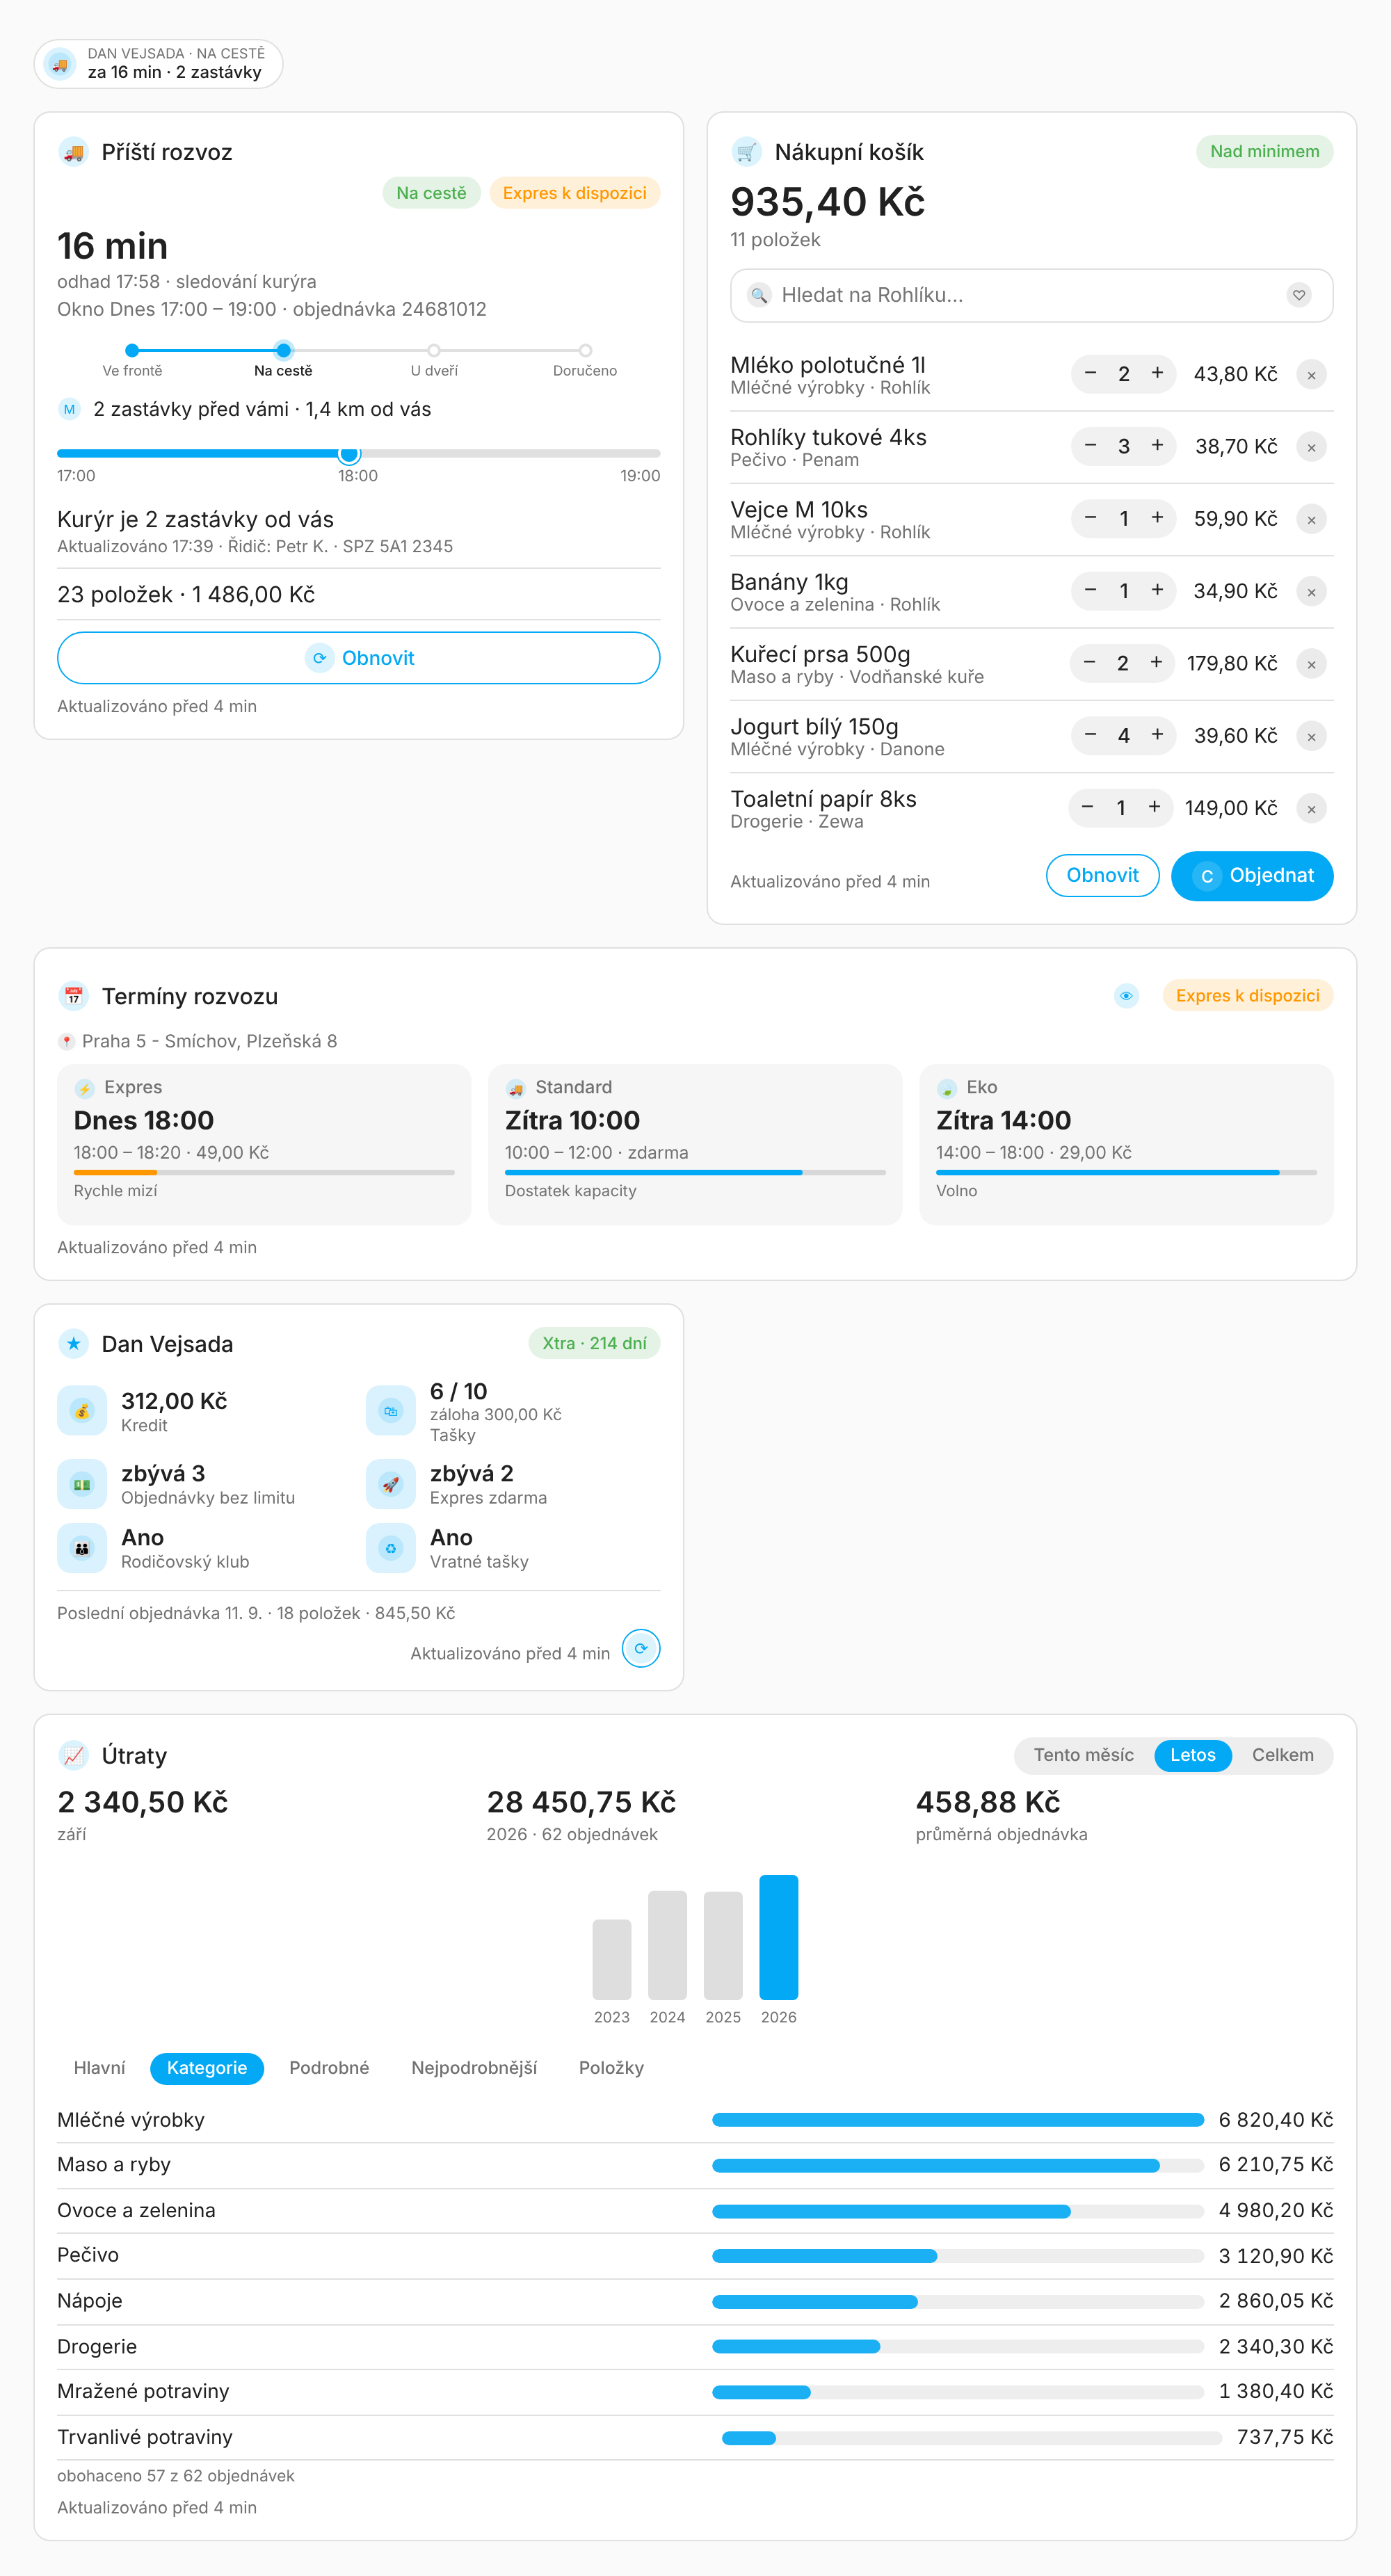 DAN VEJSADA · NA CESTĚ
za 16 min · 2 zastávky
Příští rozvoz
Na cestě
Expres k dispozici
16 min
odhad 17:58 · sledování kurýra
Okno Dnes 17:00 – 19:00 · objednávka 24681012
Ve frontě
Na cestě
U dveří
Doručeno
M
2 zastávky před vámi · 1,4 km od vás
17:00
18:00
19:00
Kurýr je 2 zastávky od vás
Aktualizováno 17:39 · Řidič: Petr K. · SPZ 5A1 2345
23 položek · 1 486,00 Kč
Obnovit
Aktualizováno před 4 min
Nákupní košík
Nad minimem
935,40 Kč
11 položek
Hledat na Rohlíku...
Mléko polotučné 1l
Mléčné výrobky · Rohlík
− 2 + 43,80 Kč ×
Rohlíky tukové 4ks
Pečivo · Penam
− 3 + 38,70 Kč ×
Vejce M 10ks
Mléčné výrobky · Rohlík
− 1 + 59,90 Kč ×
Banány 1kg
Ovoce a zelenina · Rohlík
− 1 + 34,90 Kč ×
Kuřecí prsa 500g
Maso a ryby · Vodňanské kuře
− 2 + 179,80 Kč ×
Jogurt bílý 150g
Mléčné výrobky · Danone
− 4 + 39,60 Kč ×
Toaletní papír 8ks
Drogerie · Zewa
− 1 + 149,00 Kč ×
Aktualizováno před 4 min
Obnovit
C Objednat
Termíny rozvozu
Expres k dispozici
Praha 5 - Smíchov, Plzeňská 8
Expres
Dnes 18:00
18:00 – 18:20 · 49,00 Kč
Rychle mizí
Standard
Zítra 10:00
10:00 – 12:00 · zdarma
Dostatek kapacity
Eko
Zítra 14:00
14:00 – 18:00 · 29,00 Kč
Volno
Aktualizováno před 4 min
Dan Vejsada
Xtra · 214 dní
312,00 Kč
Kredit
6 / 10
záloha 300,00 Kč
Tašky
zbývá 3
Objednávky bez limitu
zbývá 2
Expres zdarma
Ano
Rodičovský klub
Ano
Vratné tašky
Poslední objednávka 11. 9. · 18 položek · 845,50 Kč
Aktualizováno před 4 min
Útraty
Tento měsíc
Letos
Celkem
2 340,50 Kč
září
28 450,75 Kč
2026 · 62 objednávek
458,88 Kč
průměrná objednávka
2023
2024
2025
2026
Hlavní
Kategorie
Podrobné
Nejpodrobnější
Položky
Mléčné výrobky 6 820,40 Kč
Maso a ryby 6 210,75 Kč
Ovoce a zelenina 4 980,20 Kč
Pečivo 3 120,90 Kč
Nápoje 2 860,05 Kč
Drogerie 2 340,30 Kč
Mražené potraviny 1 380,40 Kč
Trvanlivé potraviny 737,75 Kč
obohaceno 57 z 62 objednávek
Aktualizováno před 4 min